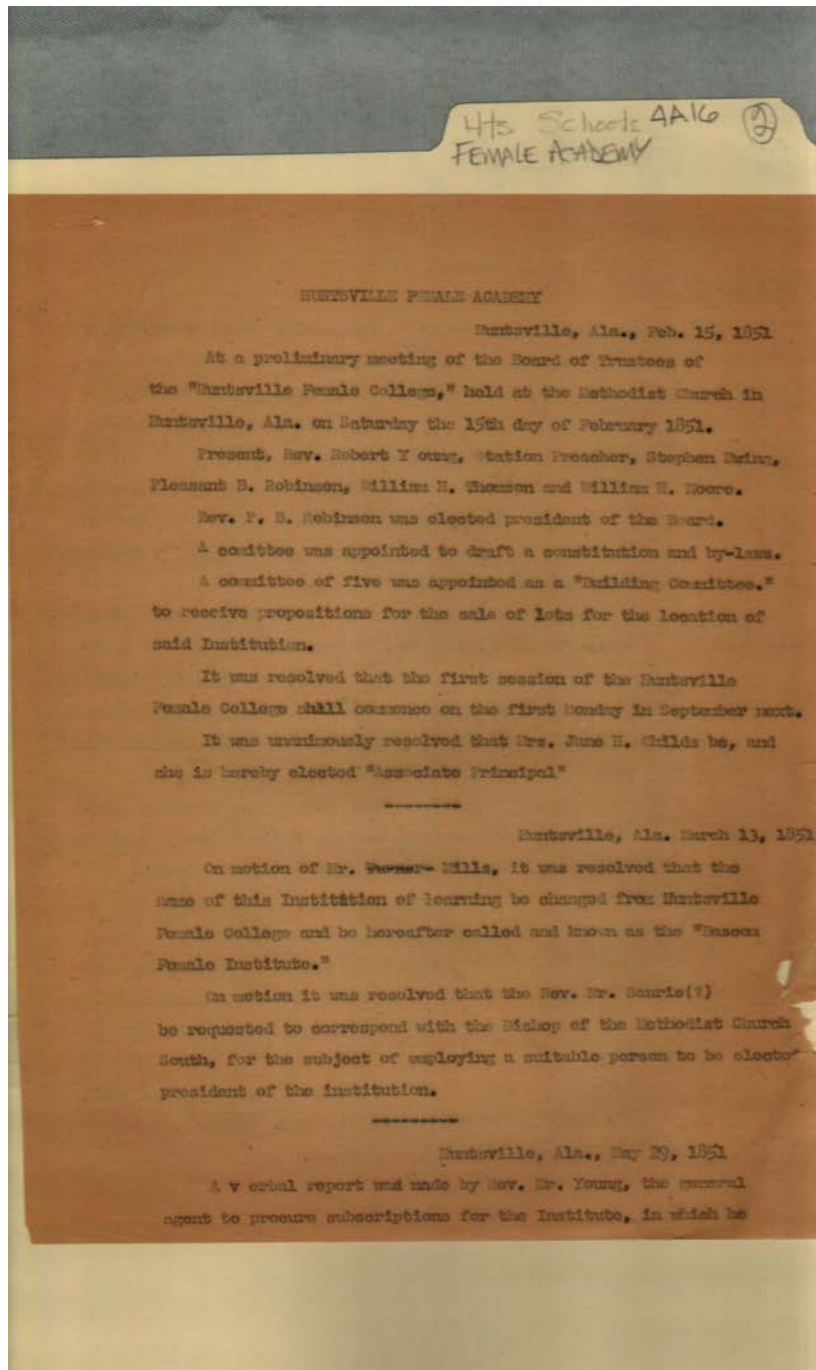 4ts Schools 4A16 2
FEMALE ACADEMY
HUNTSVILLE FEMALE ACADEMY
Huntsville, Ala., Feb. 15, 1851
At a preliminary meeting of the Board of Trustees of
the "Huntsville Female College," held at the Methodist Church in
Huntsville, Ala. on Saturday the 15th day of February 1851.
Present, Rev. Robert Y oung, Station Preacher, Stephen Ewing,
Pleasant B. Robinson, William H. Thomson and William H. Moore.
Rev. P. B. Robinson was elected president of the Board.
A comittee was appointed to draft a constitution and by-laws.
A committee of five was appointed as a "Building Committee."
to receive propositions for the sale of lots for the location of
said Institution.
It was resolved that the first session of the Huntsville
Female College shall commence on the first Monday in September next.
It was unanimously resolved that Mrs. Jane H. Childs be, and
she is hereby elected "Associate Principal"
----------
Huntsville, Ala. March 13, 1851
On motion of Mr. Mills, it was resolved that the
name of this Institution of learning be changed from Huntsville
Female College and be hereafter called and known as the "Bascom
Female Institute."
On motion it was resolved that the Rev. Mr. Saurie(?)
be requested to correspond with the Bishop of the Methodist Church
South, for the subject of employing a suitable person to be elected
president of the institution.
----------
Huntsville, Ala., May 29, 1851
A v erbal report was made by Rev. Mr. Young, the general
agent to procure subscriptions for the Institute, in which he